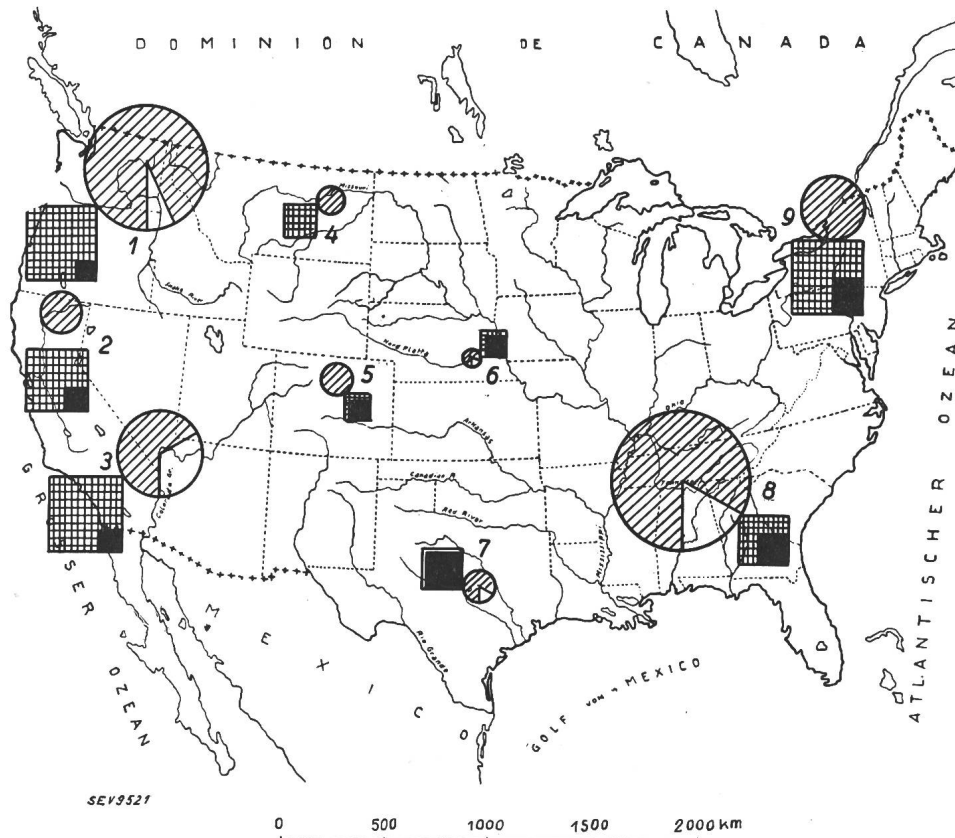 DOMINION DE CANADA
Missouri
9
1
4
Snake River
2
Nord Platte
5
6
Ohio
Arkansas
3
Colorado R.
Canadian R.
8
Red River
7
Mississippi
Rio Grande
GROSSER OZEAN
MEXICO
GOLF VON MEXICO
ATLANTISCHER OZEAN
SEV9521
0 500 1000 2000 km